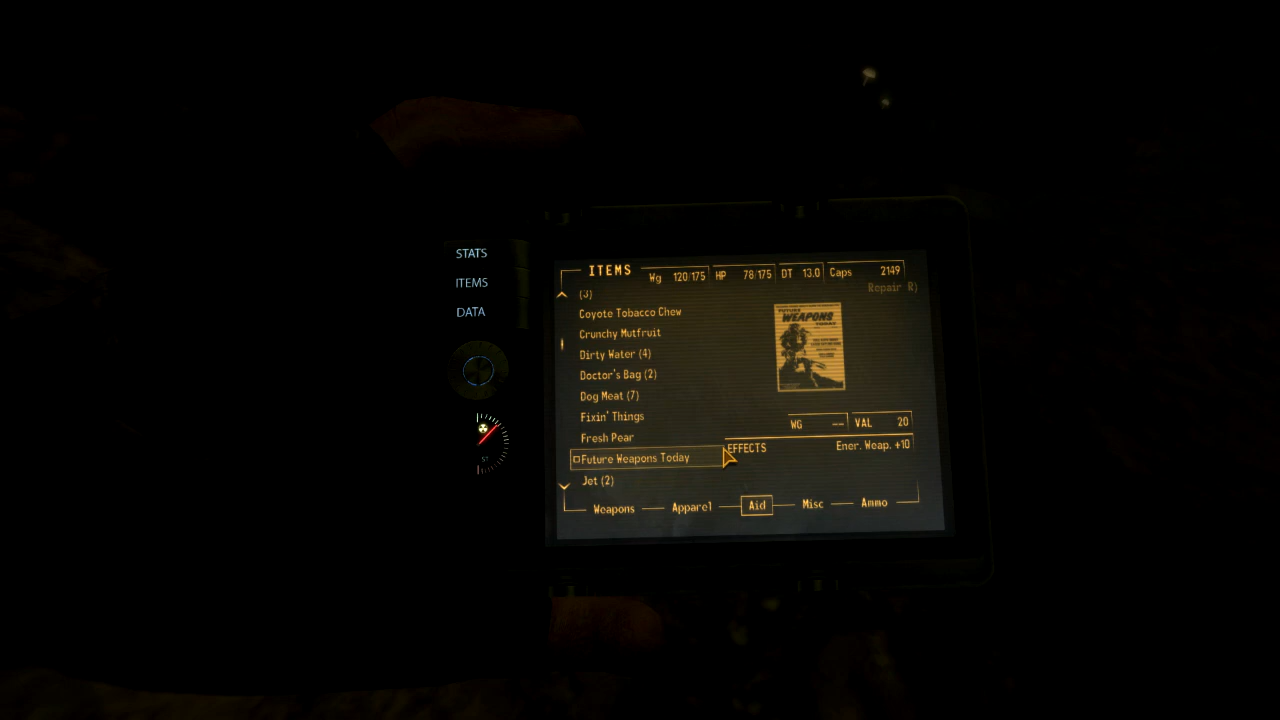 STATS
ITEMS
DATA
ITEMS Wg 120/175 HP 78/175 DT 13.0 Caps 2149
Repair R)
(3)
Coyote Tobacco Chew
Crunchy Mutfruit
Dirty Water (4)
Doctor's Bag (2)
Dog Meat (7)
Fixin' Things
Fresh Pear
Future Weapons Today
Jet (2)
FUTURE
WEAPONS
TODAY
WG -- VAL 20
EFFECTS Ener. Weap. +10
Weapons Apparel Aid Misc Ammo